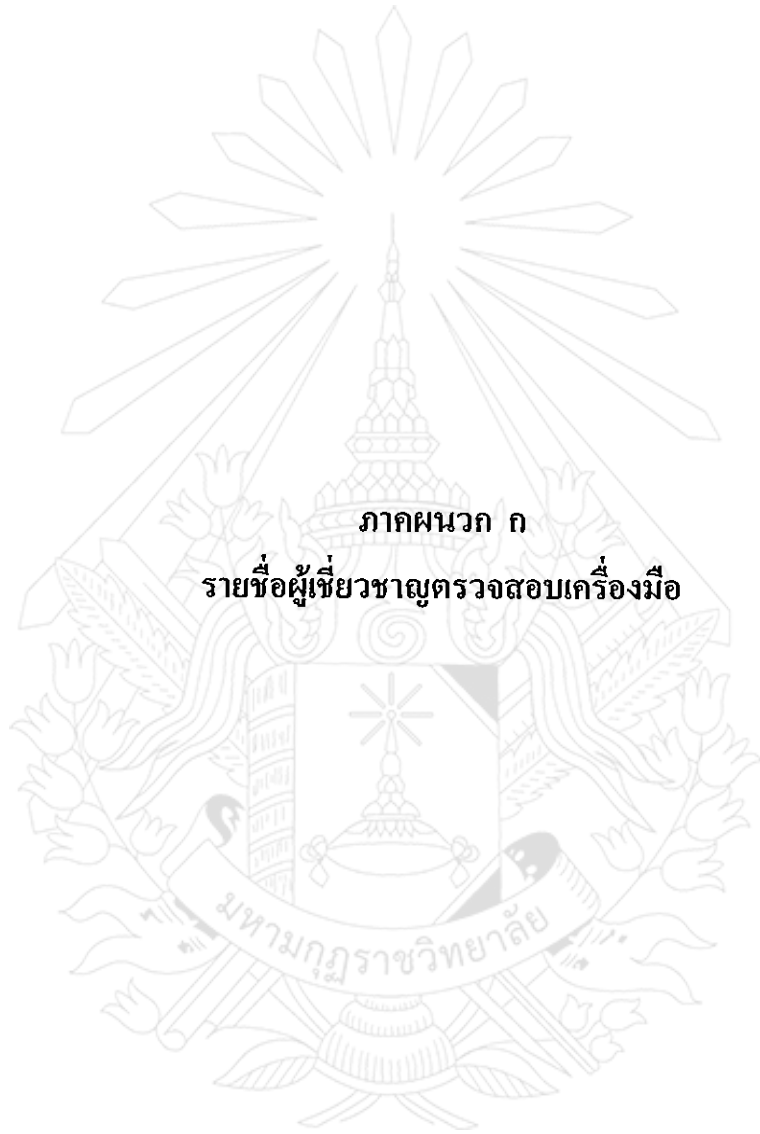 ภาคผนวก ก
รายชื่อผู้เชี่ยวชาญตรวจสอบเครื่องมือ
มหามกุฏราชวิทยาลัย